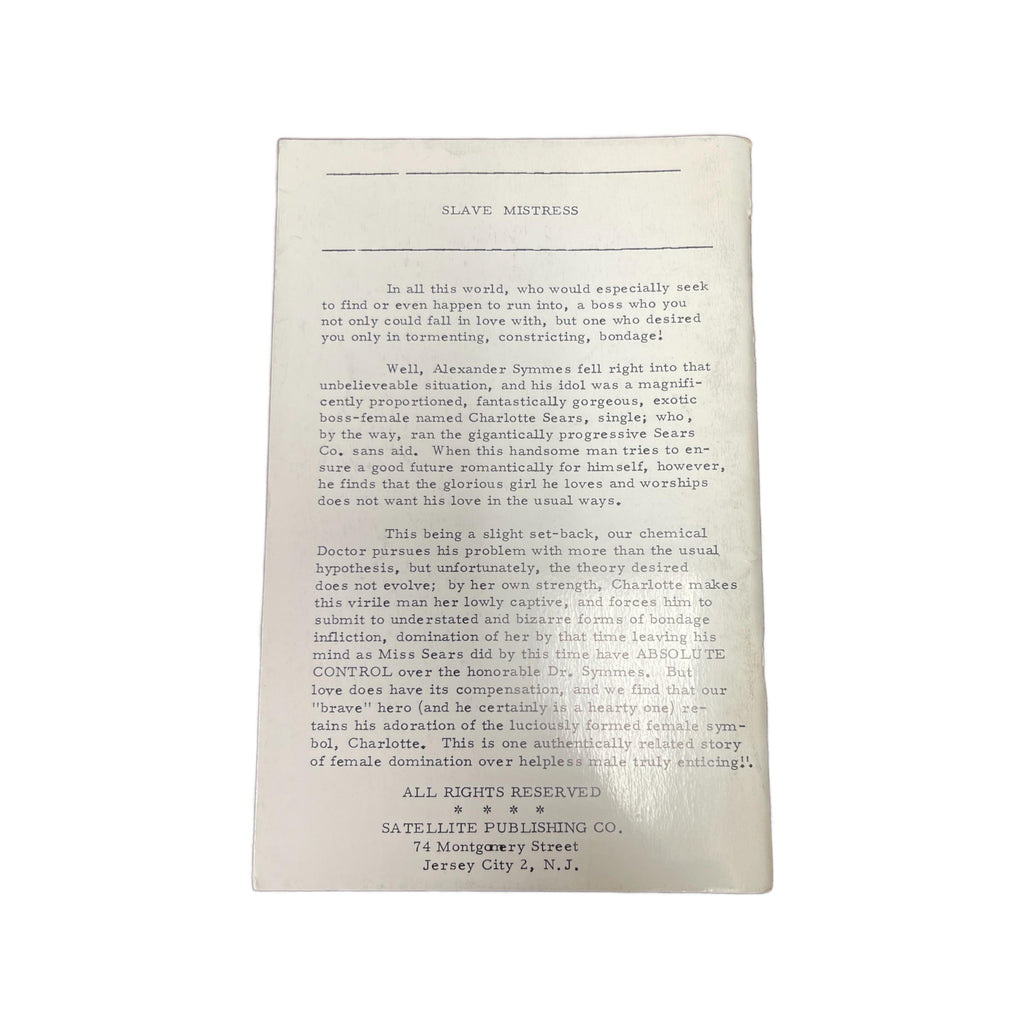 SLAVE MISTRESS
In all this world, who would especially seek
to find or even happen to run into, a boss who you
not only could fall in love with, but one who desired
you only in tormenting, constricting, bondage!
Well, Alexander Symmes fell right into that
unbelieveable situation, and his idol was a magnifi-
cently proportioned, fantastically gorgeous, exotic
boss-female named Charlotte Sears, single; who,
by the way, ran the gigantically progressive Sears
Co. sans aid. When this handsome man tries to en-
sure a good future romantically for himself, however,
he finds that the glorious girl he loves and worships
does not want his love in the usual ways.
This being a slight set-back, our chemical
Doctor pursues his problem with more than the usual
hypothesis, but unfortunately, the theory desired
does not evolve; by her own strength, Charlotte makes
this virile man her lowly captive, and forces him to
submit to understated and bizarre forms of bondage
infliction, domination of her by that time leaving his
mind as Miss Sears did by this time have ABSOLUTE
CONTROL over the honorable Dr. Symmes. But
love does have its compensation, and we find that our
"brave" hero (and he certainly is a hearty one) re-
tains his adoration of the luciously formed female sym-
bol, Charlotte. This is one authentically related story
of female domination over helpless male truly enticing!!.
ALL RIGHTS RESERVED
* * * *
SATELLITE PUBLISHING CO.
74 Montgomery Street
Jersey City 2, N.J.